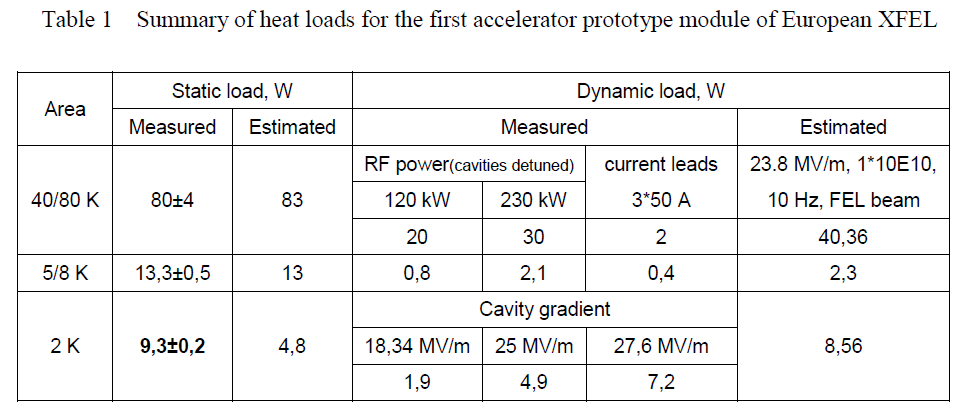 Table 1 Summary of heat loads for the first accelerator prototype module of European XFEL
Area Static load, W Dynamic load, W
Measured Estimated Measured Estimated
40/80 K 80±4 83 RF power(cavities detuned) current leads 3*50 A 23.8 MV/m, 1*10E10,
120 kW 230 kW 10 Hz, FEL beam
20 30 2 40,36
5/8 K 13,3±0,5 13 0,8 2,1 0,4 2,3
2 K 9,3±0,2 4,8 Cavity gradient 8,56
18,34 MV/m 25 MV/m 27,6 MV/m
1,9 4,9 7,2